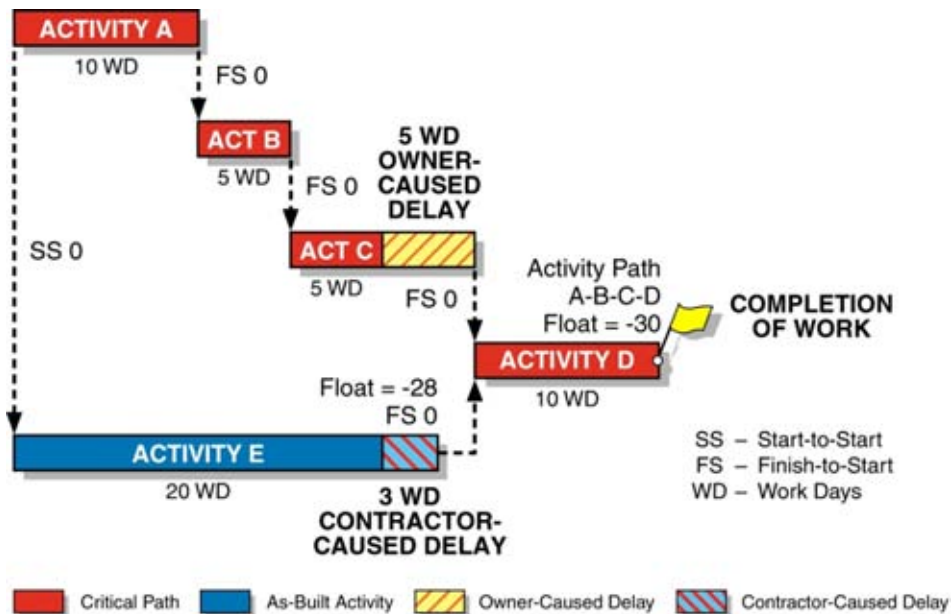 ACTIVITY A
10 WD
FS 0
ACT B
5 WD
FS 0
5 WD
OWNER-
CAUSED
DELAY
SS 0
ACT C
5 WD
FS 0
Activity Path
A-B-C-D
Float = -30
COMPLETION
OF WORK
ACTIVITY D
10 WD
Float = -28
FS 0
ACTIVITY E
20 WD
3 WD
CONTRACTOR-
CAUSED DELAY
SS – Start-to-Start
FS – Finish-to-Start
WD – Work Days
Critical Path
As-Built Activity
Owner-Caused Delay
Contractor-Caused Delay